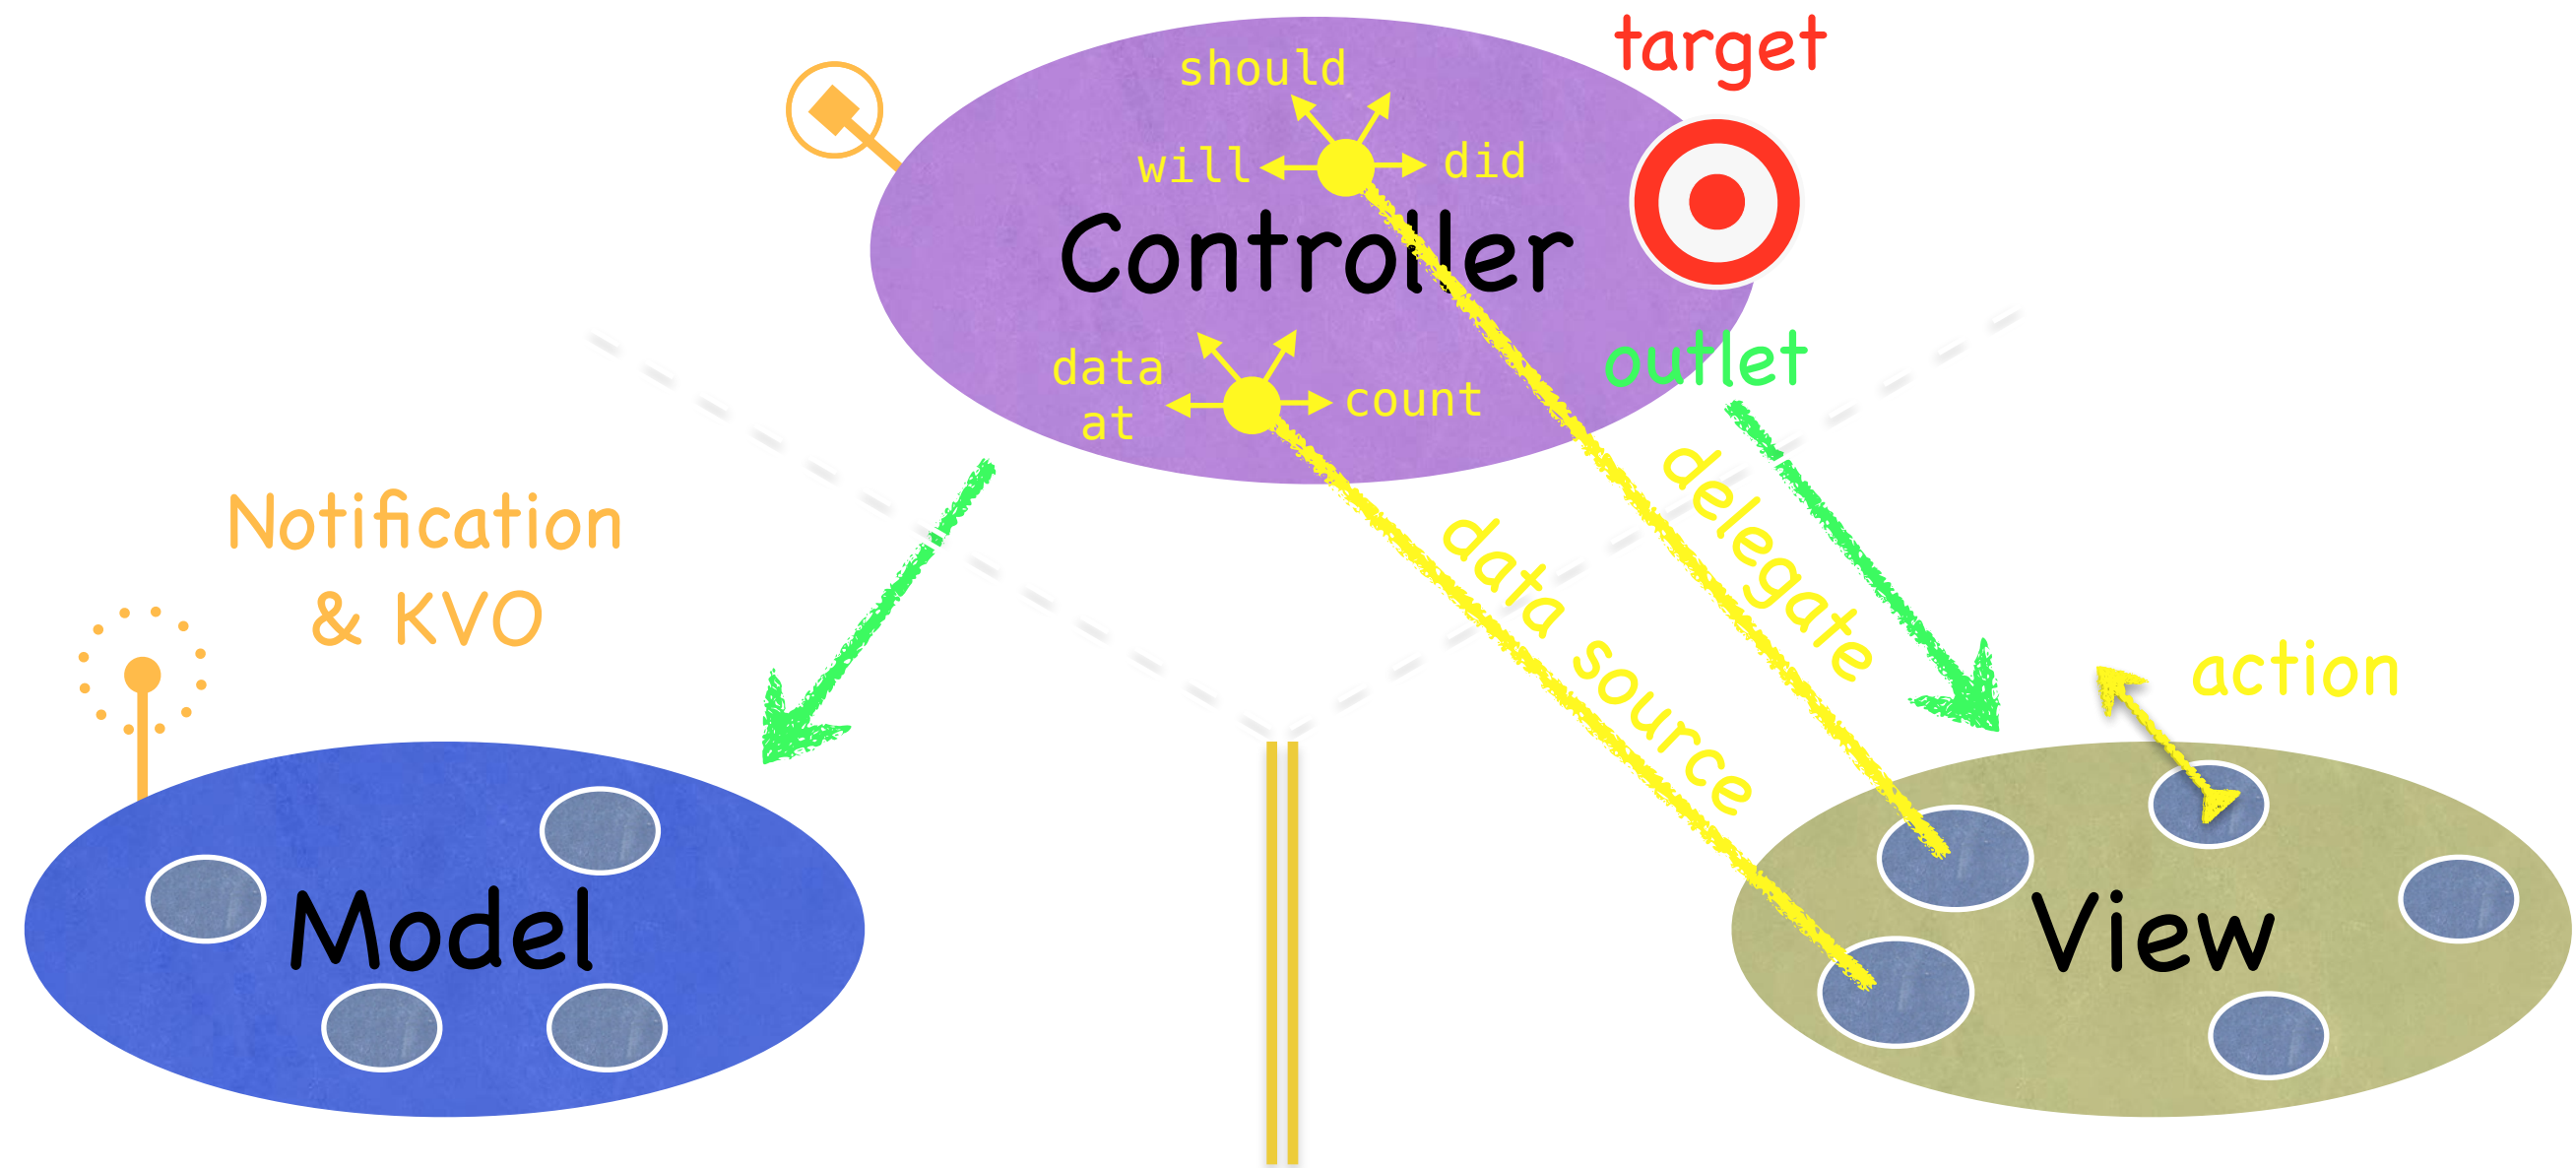 target
should
will
did
Controller
outlet
data
at
count
delegate
data source
Notification
& KVO
action
Model
View